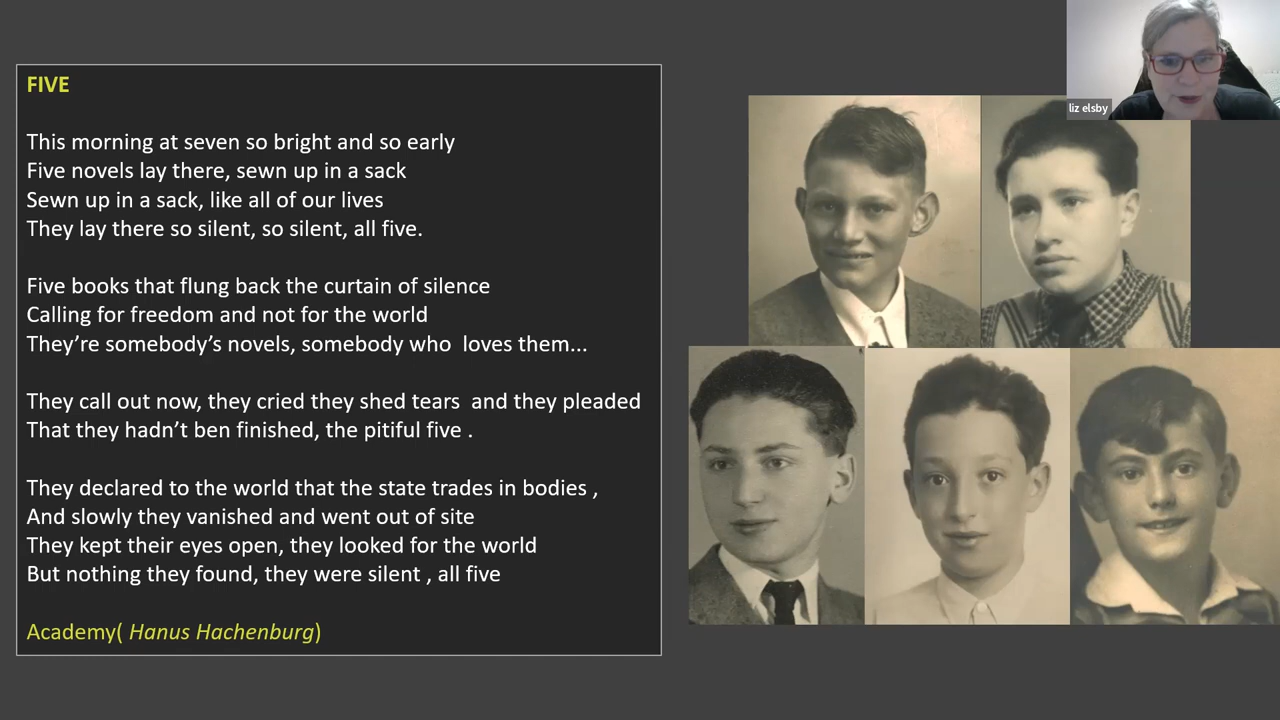 FIVE
This morning at seven so bright and so early
Five novels lay there, sewn up in a sack
Sewn up in a sack, like all of our lives
They lay there so silent, so silent, all five.
Five books that flung back the curtain of silence
Calling for freedom and not for the world
They’re somebody’s novels, somebody who  loves them...
They call out now, they cried they shed tears  and they pleaded
That they hadn’t ben finished, the pitiful five .
They declared to the world that the state trades in bodies ,
And slowly they vanished and went out of site
They kept their eyes open, they looked for the world
But nothing they found, they were silent , all five
Academy( Hanus Hachenburg)
liz elsby